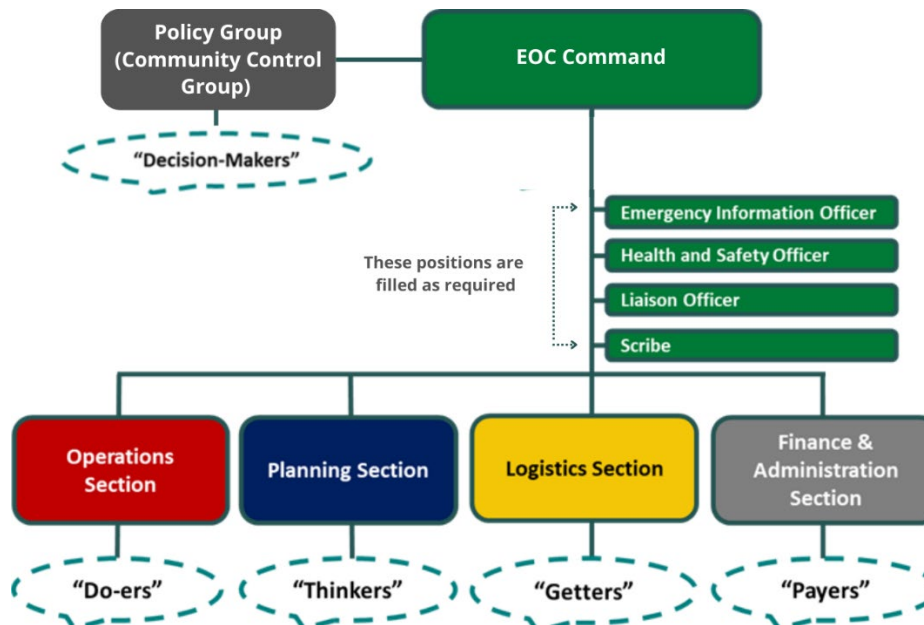 Policy Group
(Community Control
Group)
EOC Command
“Decision-Makers”
Emergency Information Officer
Health and Safety Officer
Liaison Officer
Scribe
These positions are
filled as required
Operations
Section
Planning Section
Logistics Section
Finance &
Administration
Section
“Do-ers”
“Thinkers”
“Getters”
“Payers”